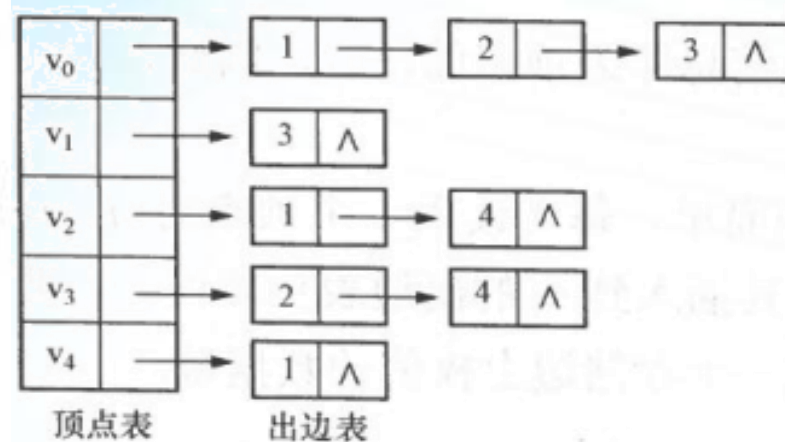 v₀ 1 2 3 ∧
v₁ 3 ∧
v₂ 1 4 ∧
v₃ 2 4 ∧
v₄ 1 ∧
顶点表 出边表